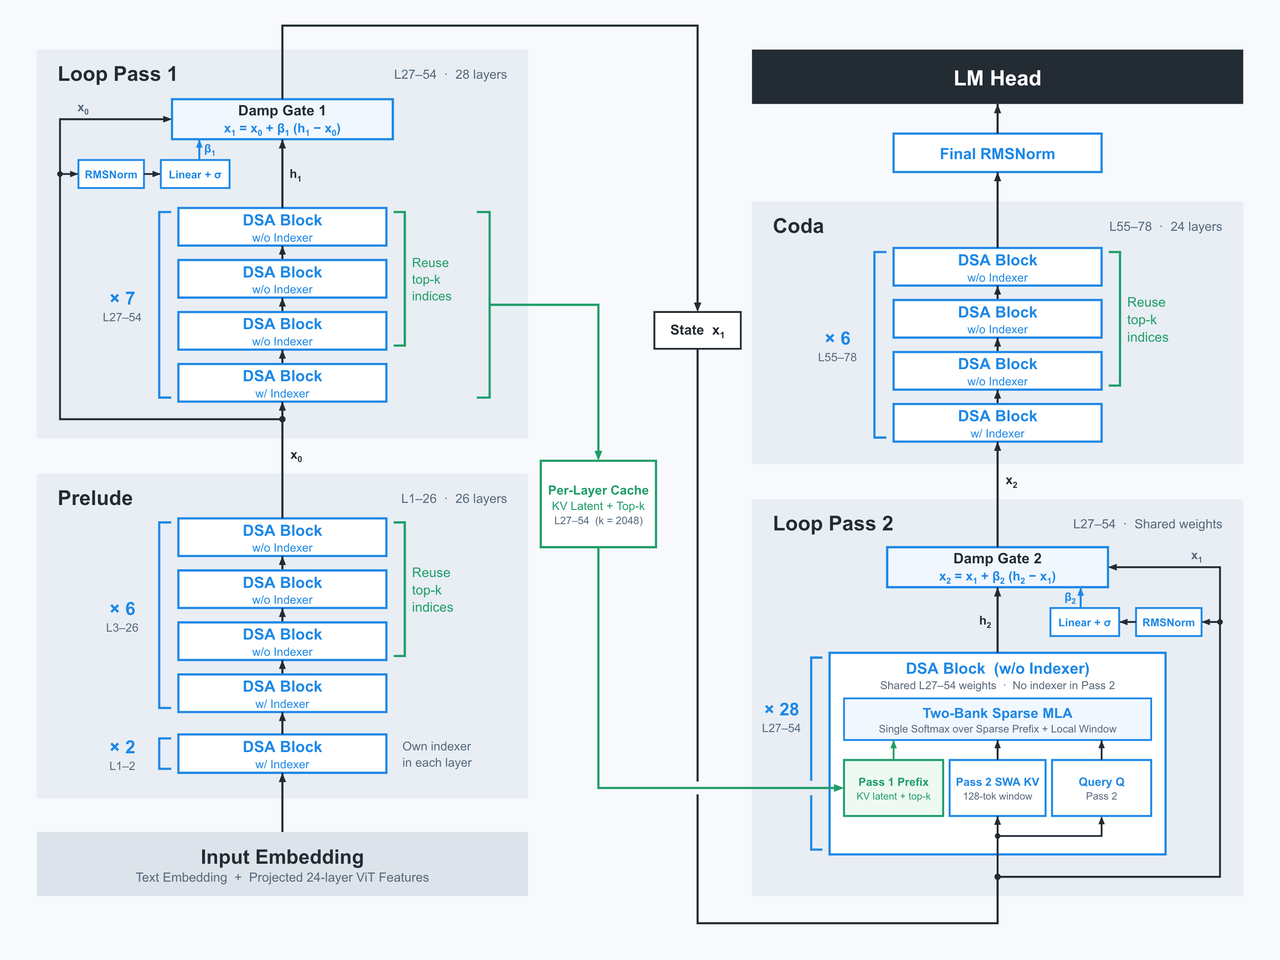 Loop Pass 1
L27–54 · 28 layers
x₀
Damp Gate 1
x₁ = x₀ + β₁ (h₁ − x₀)
β₁
RMSNorm
Linear + σ
h₁
DSA Block
w/o Indexer
DSA Block
w/o Indexer
DSA Block
w/o Indexer
DSA Block
w/ Indexer
× 7
L27–54
Reuse
top-k
indices
x₀
Prelude
L1–26 · 26 layers
DSA Block
w/o Indexer
DSA Block
w/o Indexer
DSA Block
w/o Indexer
DSA Block
w/ Indexer
× 6
L3–26
Reuse
top-k
indices
× 2
L1–2
DSA Block
w/ Indexer
Own indexer
in each layer
Input Embedding
Text Embedding + Projected 24-layer ViT Features
Per-Layer Cache
KV Latent + Top-k
L27–54 (k = 2048)
State x₁
LM Head
Final RMSNorm
Coda
L55–78 · 24 layers
DSA Block
w/o Indexer
DSA Block
w/o Indexer
DSA Block
w/o Indexer
DSA Block
w/ Indexer
× 6
L55–78
Reuse
top-k
indices
x₂
Loop Pass 2
L27–54 · Shared weights
Damp Gate 2
x₂ = x₁ + β₂ (h₂ − x₁)
x₁
β₂
Linear + σ
RMSNorm
h₂
DSA Block (w/o Indexer)
Shared L27–54 weights · No indexer in Pass 2
× 28
L27–54
Two-Bank Sparse MLA
Single Softmax over Sparse Prefix + Local Window
Pass 1 Prefix
KV latent + top-k
Pass 2 SWA KV
128-tok window
Query Q
Pass 2